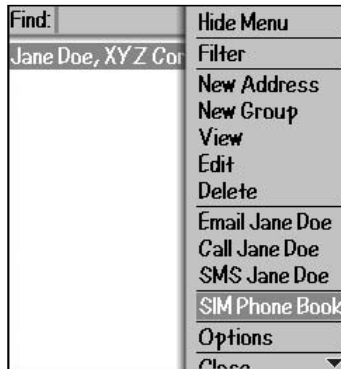 Find:
Jane Doe, XYZ Cor
Hide Menu
Filter
New Address
New Group
View
Edit
Delete
Email Jane Doe
Call Jane Doe
SMS Jane Doe
SIM Phone Book
Options
Close